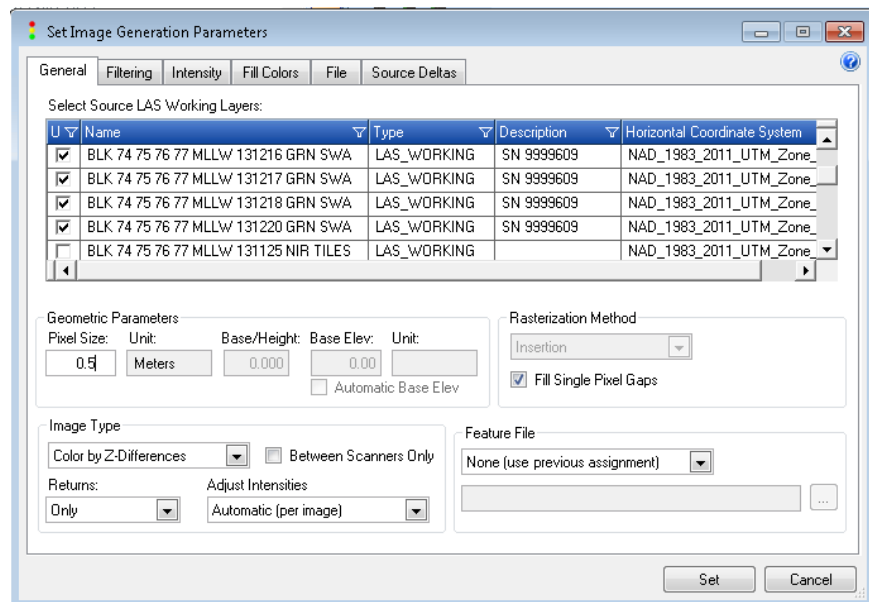 Set Image Generation Parameters
General Filtering Intensity Fill Colors File Source Deltas
Select Source LAS Working Layers:
U Name Type Description Horizontal Coordinate System
BLK 74 75 76 77 MLLW 131216 GRN SWA LAS_WORKING SN 9999609 NAD_1983_2011_UTM_Zone_
BLK 74 75 76 77 MLLW 131217 GRN SWA LAS_WORKING SN 9999609 NAD_1983_2011_UTM_Zone_
BLK 74 75 76 77 MLLW 131218 GRN SWA LAS_WORKING SN 9999609 NAD_1983_2011_UTM_Zone_
BLK 74 75 76 77 MLLW 131220 GRN SWA LAS_WORKING SN 9999609 NAD_1983_2011_UTM_Zone_
BLK 74 75 76 77 MLLW 131125 NIR TILES LAS_WORKING NAD_1983_2011_UTM_Zone_
Geometric Parameters
Pixel Size: Unit: Base/Height: Base Elev: Unit:
0.5 Meters 0.000 0.00
Automatic Base Elev
Rasterization Method
Insertion
Fill Single Pixel Gaps
Image Type
Color by Z-Differences Between Scanners Only
Returns: Adjust Intensities
Only Automatic (per image)
Feature File
None (use previous assignment)
...
Set Cancel